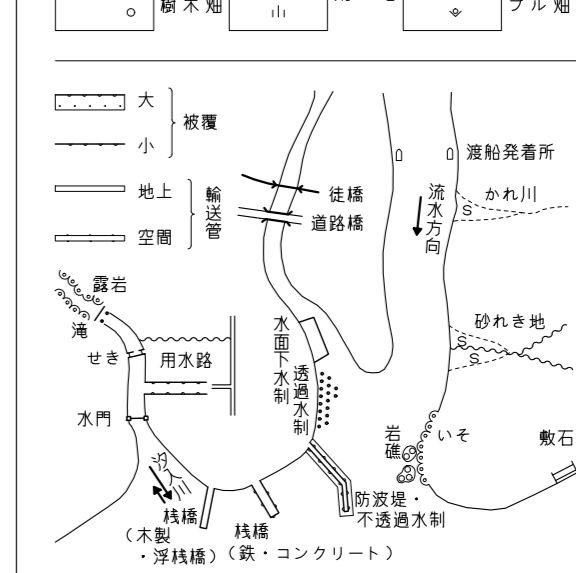 樹木畑
大
小
被覆
地上
空間
輸送管
徒橋
道路橋
渡船発着所
かれ川
S
流水方向
露岩
滝
せき
用水路
水門
水面下水制
透過水制
砂れき地
S
S
岩礁
いそ
敷石
桟橋
(木製
・浮桟橋)
桟橋
(鉄・コンクリート)
防波堤・
不透過水制